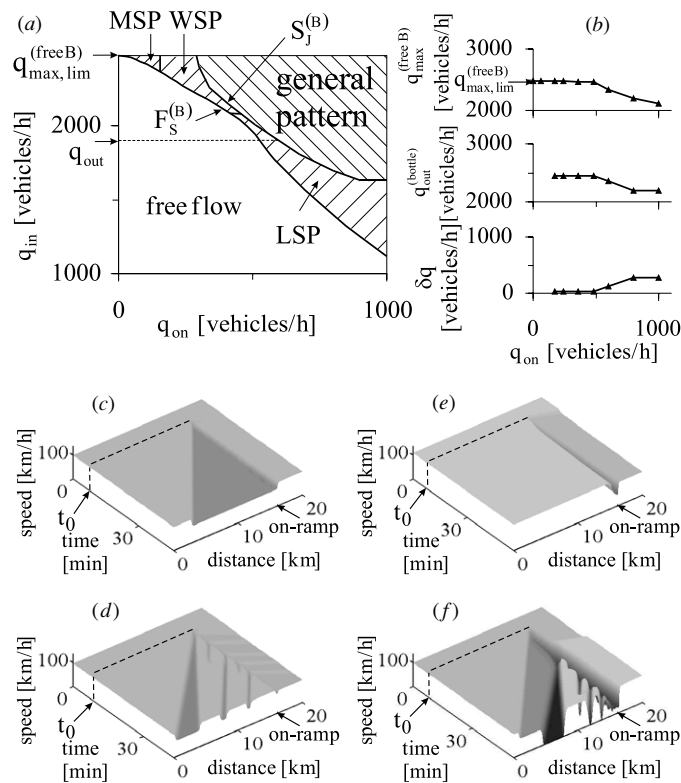 (a)
MSP WSP
S_J^(B)
q_max, lim^(free B)
general
pattern
F_S^(B)
2000
q_out
q_in [vehicles/h]
free flow
LSP
1000
0
1000
q_on [vehicles/h]
(b)
q_max^(free B)
[vehicles/h]
3000
q_max, lim^(freeB)
2000
q_out^(bottle)
[vehicles/h]
3000
2000
δq
[vehicles/h]
1000
0
0
1000
q_on [vehicles/h]
(c)
speed [km/h]
100
0
t_0
time
[min]
30
0
10
20
on-ramp
distance [km]
(e)
speed [km/h]
100
0
t_0
time
[min]
30
0
10
20
on-ramp
distance [km]
(d)
speed [km/h]
100
0
t_0
time
[min]
30
0
10
20
on-ramp
distance [km]
(f)
speed [km/h]
100
0
t_0
time
[min]
30
0
10
20
on-ramp
distance [km]